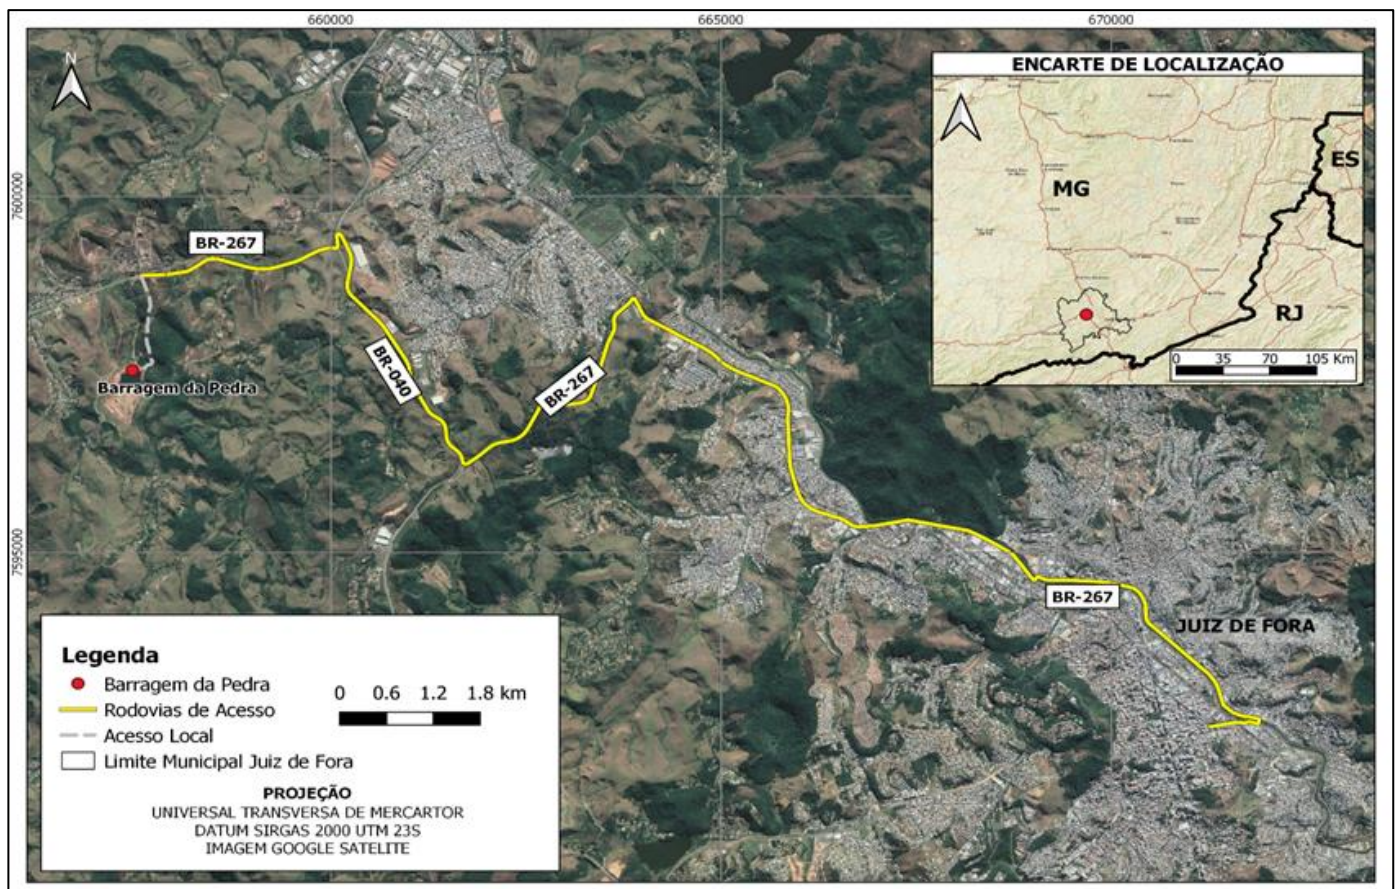 660000
665000
670000
7600000
7595000
N
ENCARTE DE LOCALIZAÇÃO
MG
ES
RJ
0 35 70 105 Km
BR-267
BR-040
BR-267
Barragem da Pedra
BR-267
JUIZ DE FORA
Legenda
Barragem da Pedra
Rodovias de Acesso
Acesso Local
Limite Municipal Juiz de Fora
0 0.6 1.2 1.8 km
PROJEÇÃO
UNIVERSAL TRANSVERSA DE MERCARTOR
DATUM SIRGAS 2000 UTM 23S
IMAGEM GOOGLE SATELITE